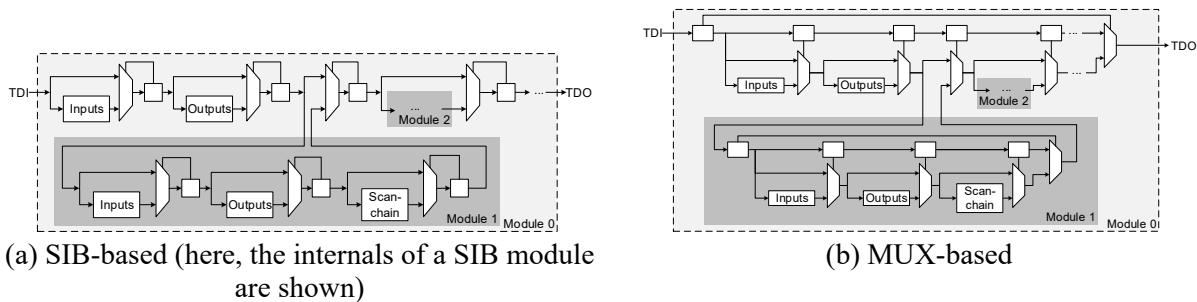 TDI
Inputs
Outputs
...
Module 2
...
TDO
Inputs
Outputs
Scan-
chain
Module 1
Module 0
(a) SIB-based (here, the internals of a SIB module
are shown)
TDI
...
TDO
Inputs
Outputs
...
Module 2
...
Inputs
Outputs
Scan-
chain
Module 1
Module 0
(b) MUX-based